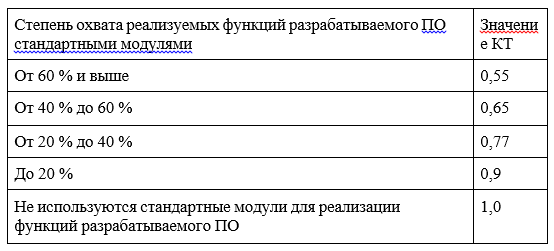 Степень охвата реализуемых функций разрабатываемого ПО
стандартными модулями
Значени
е КТ
От 60 % и выше
0,55
От 40 % до 60 %
0,65
От 20 % до 40 %
0,77
До 20 %
0,9
Не используются стандартные модули для реализации
функций разрабатываемого ПО
1,0